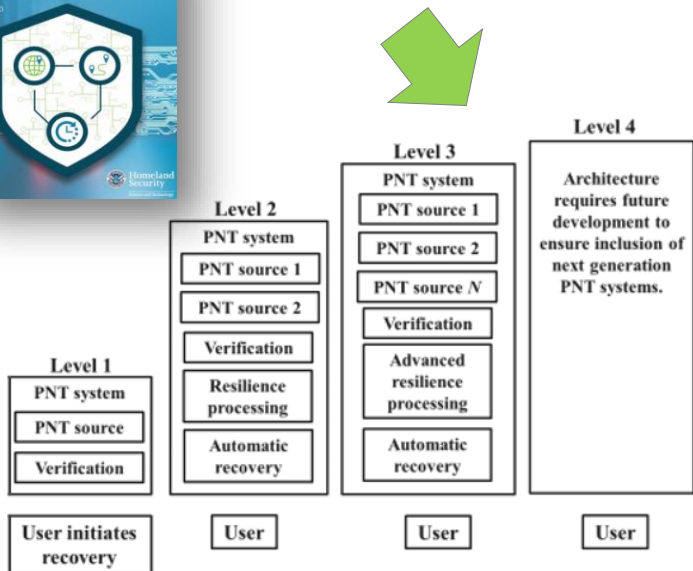 Homeland
Security
Level 1
PNT system
PNT source
Verification
User initiates
recovery
Level 2
PNT system
PNT source 1
PNT source 2
Verification
Resilience
processing
Automatic
recovery
User
Level 3
PNT system
PNT source 1
PNT source 2
PNT source N
Verification
Advanced
resilience
processing
Automatic
recovery
User
Level 4
Architecture
requires future
development to
ensure inclusion of
next generation
PNT systems.
User